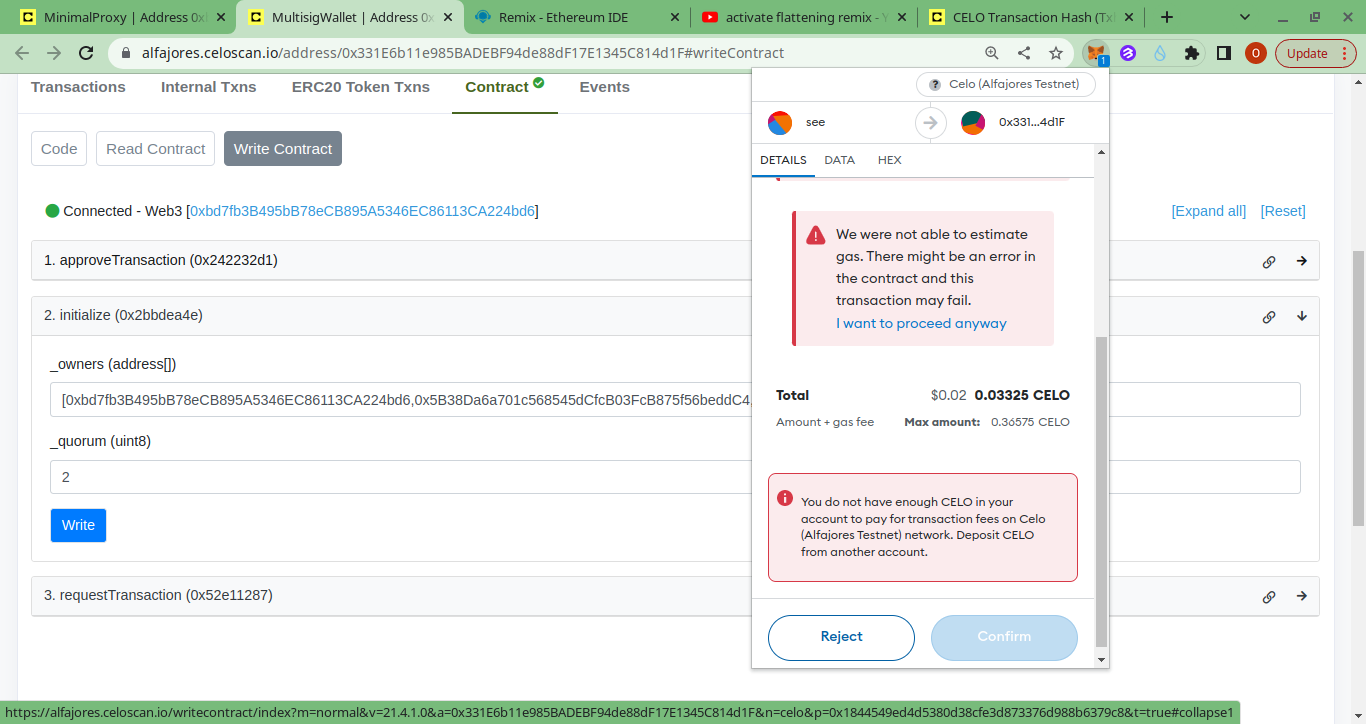 MinimalProxy | Address 0x
MultisigWallet | Address 0x
Remix - Ethereum IDE
activate flattening remix - Y
CELO Transaction Hash (Tx
alfajores.celoscan.io/address/0x331E6b11e985BADEBF94de88dF17E1345C814d1F#writeContract
1
O
Update
Transactions
Internal Txns
ERC20 Token Txns
Contract
Events
Celo (Alfajores Testnet)
see
0x331...4d1F
Code
Read Contract
Write Contract
DETAILS
DATA
HEX
Connected - Web3 [0xbd7fb3B495bB78eCB895A5346EC86113CA224bd6]
[Expand all]
[Reset]
We were not able to estimate
gas. There might be an error in
the contract and this
transaction may fail.
I want to proceed anyway
1. approveTransaction (0x242232d1)
2. initialize (0x2bbdea4e)
_owners (address[])
[0xbd7fb3B495bB78eCB895A5346EC86113CA224bd6,0x5B38Da6a701c568545dCfcB03FcB875f56beddC4,
_quorum (uint8)
2
Write
Total
$0.02 0.03325 CELO
Amount + gas fee
Max amount: 0.36575 CELO
You do not have enough CELO in your
account to pay for transaction fees on Celo
(Alfajores Testnet) network. Deposit CELO
from another account.
3. requestTransaction (0x52e11287)
Reject
Confirm
https://alfajores.celoscan.io/writecontract/index?m=normal&v=21.4.1.0&a=0x331E6b11e985BADEBF94de88dF17E1345C814d1F&n=celo&p=0x1844549ed4d5380d38cfe3d873376d988b6379c8&t=true#collapse1